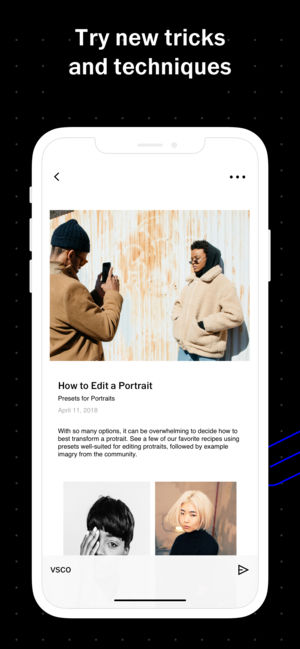 Try new tricks
and techniques
How to Edit a Portrait
Presets for Portraits
April 11, 2018
With so many options, it can be overwhelming to decide how to
best transform a protrait. See a few of our favorite recipes using
presets well-suited for editing protraits, followed by example
imagry from the community.
VSCO